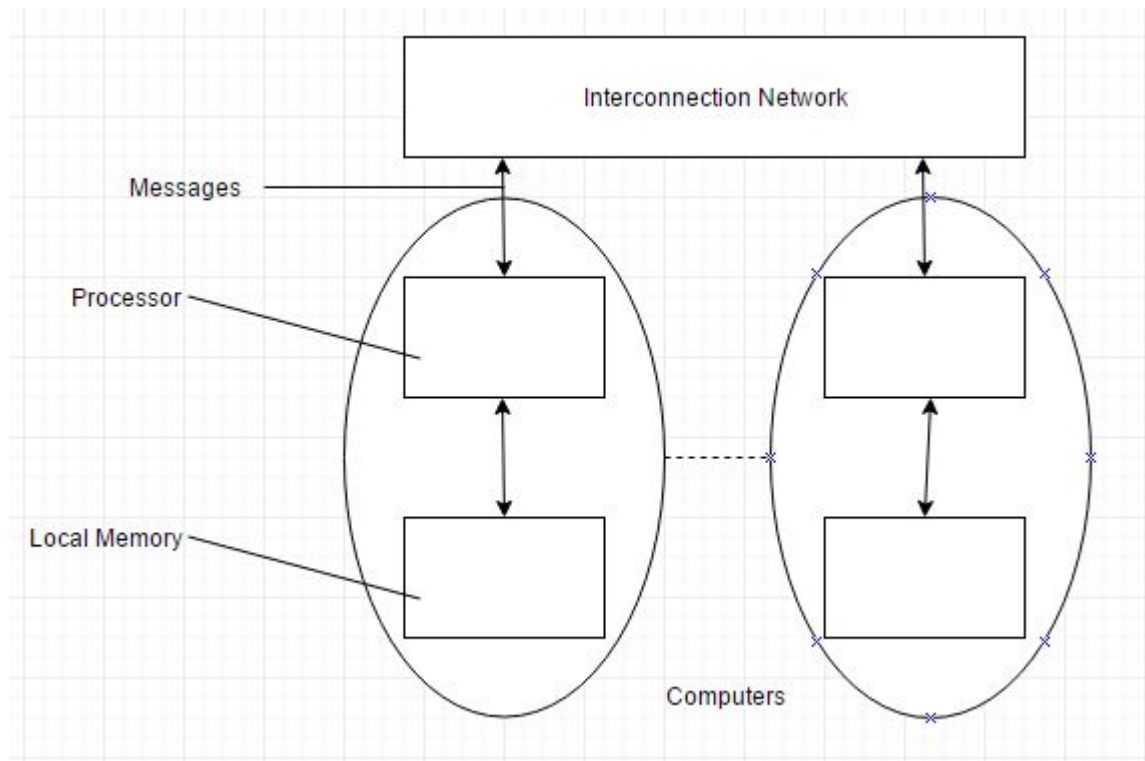 Interconnection Network
Messages
Processor
Local Memory
Computers